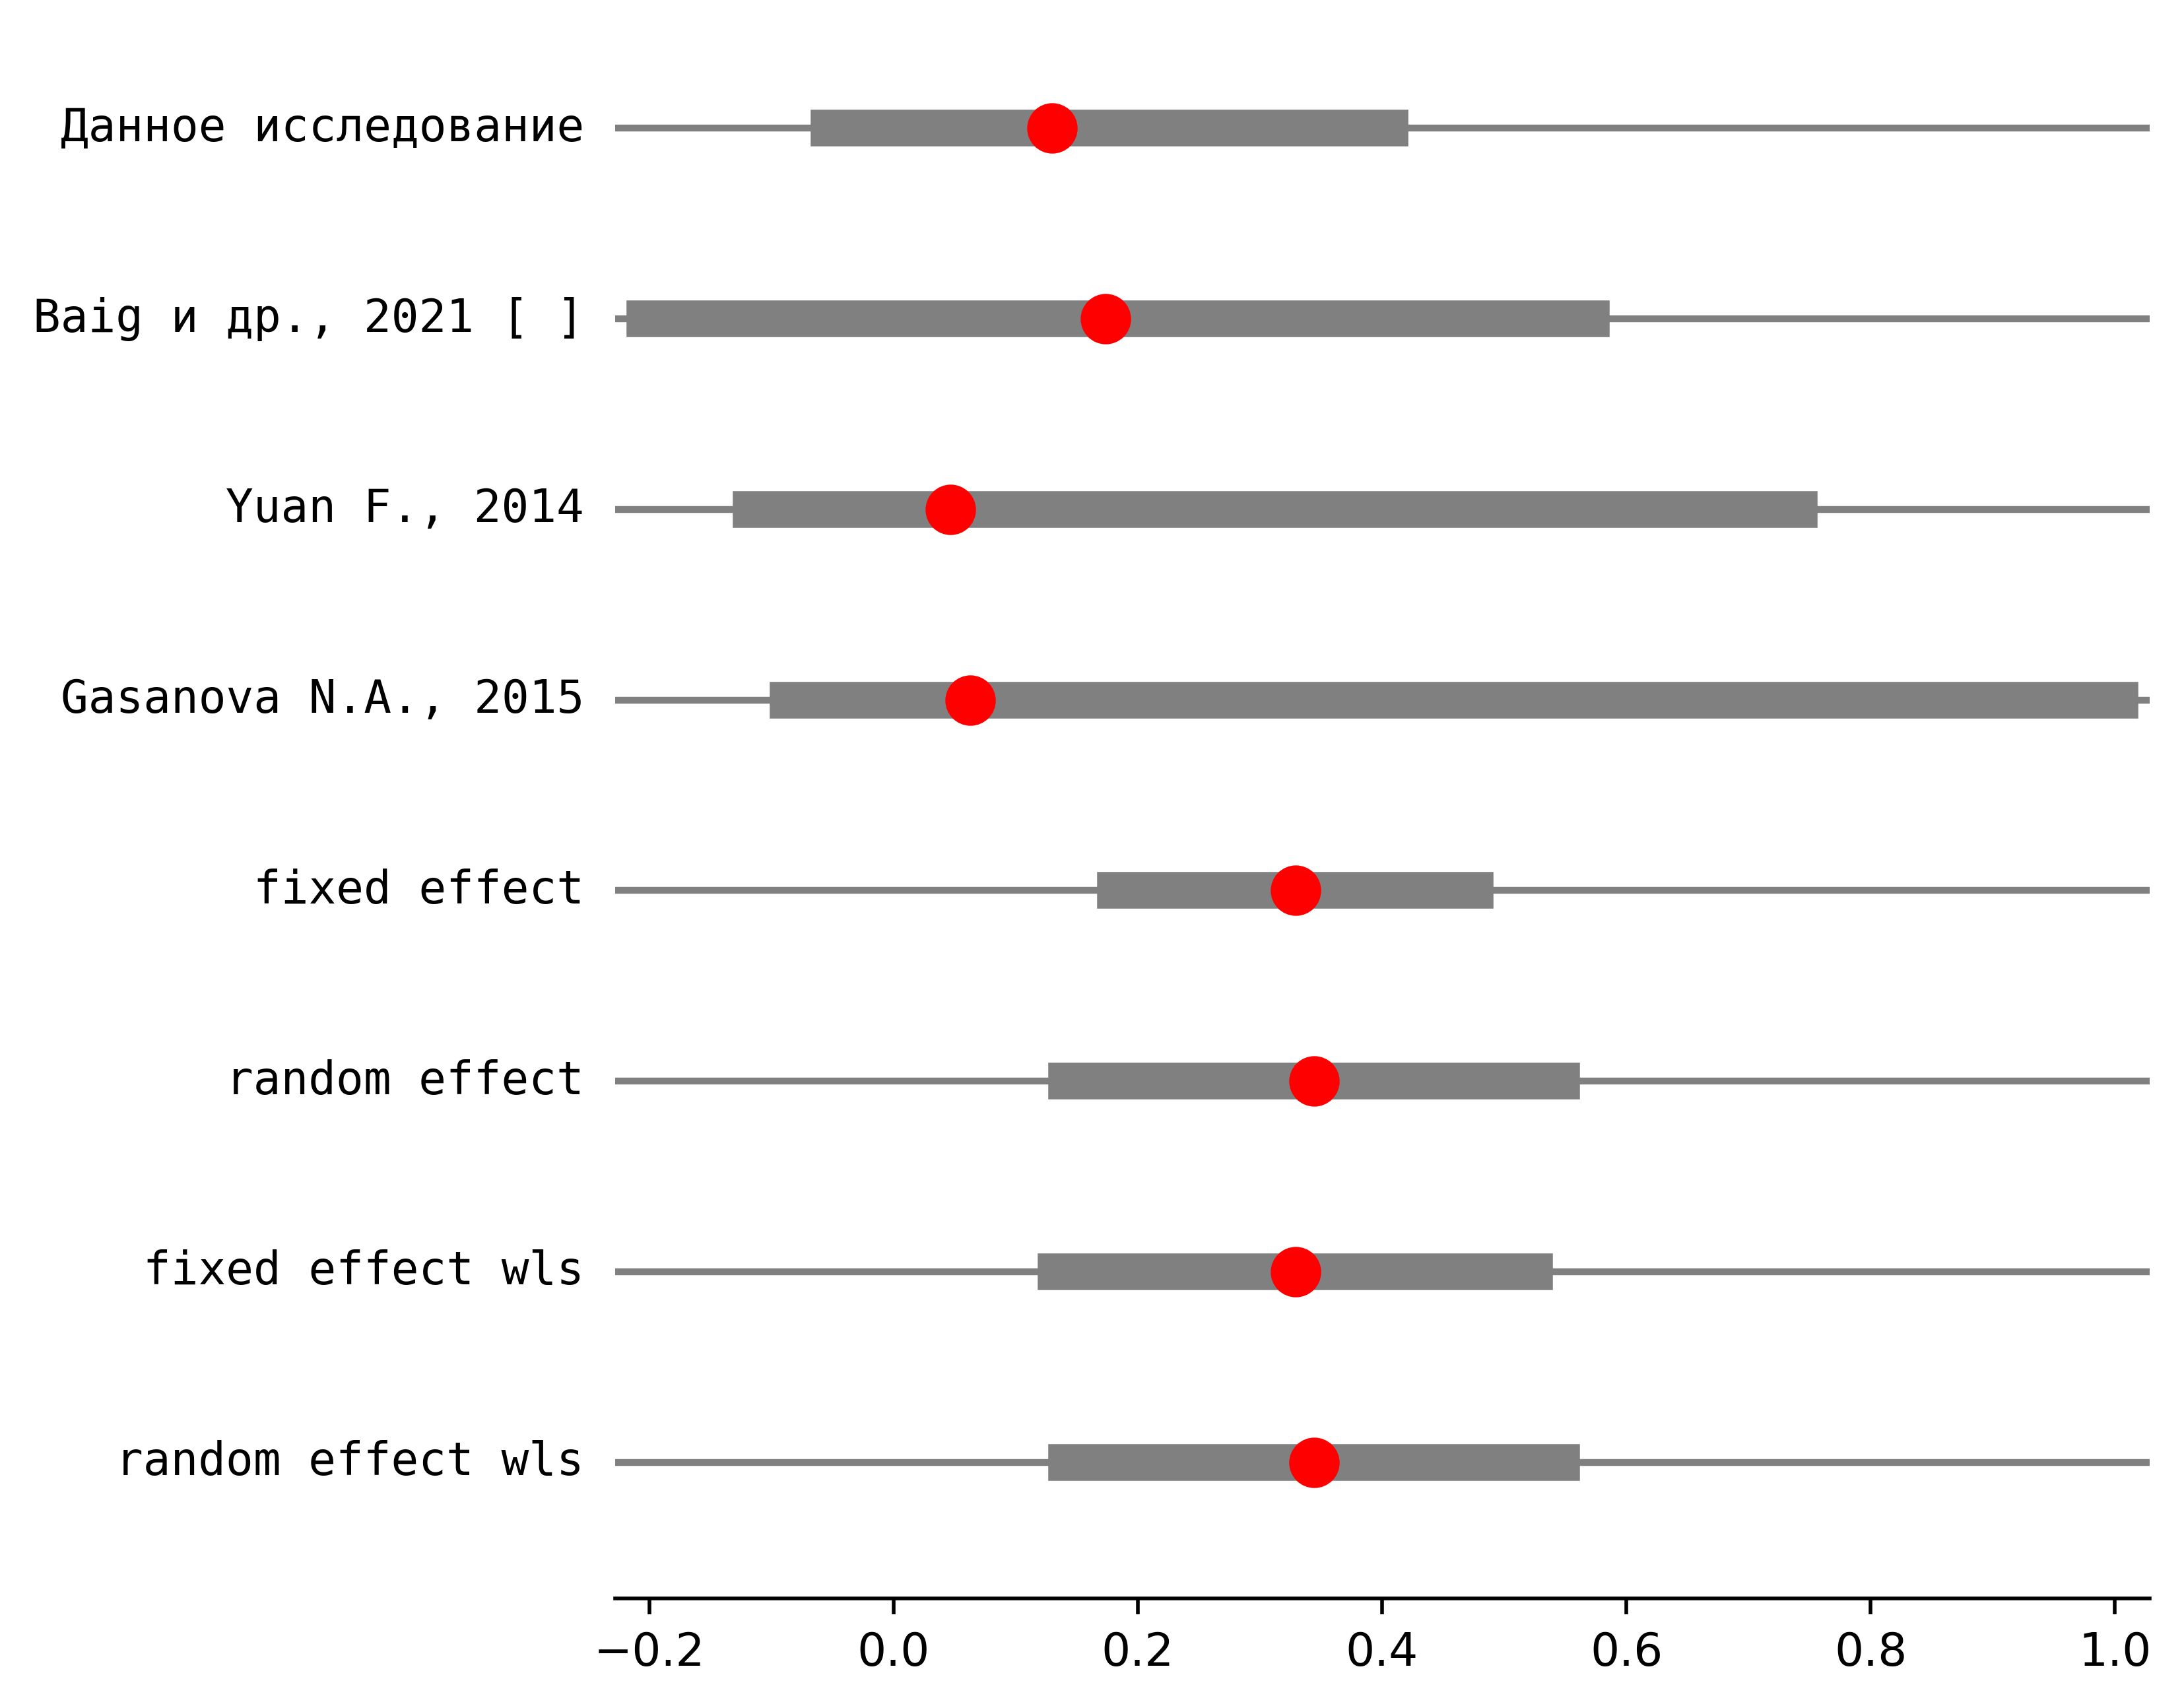 Данное исследование
Baig и др., 2021 [ ]
Yuan F., 2014
Gasanova N.A., 2015
fixed effect
random effect
fixed effect wls
random effect wls
−0.2 0.0 0.2 0.4 0.6 0.8 1.0